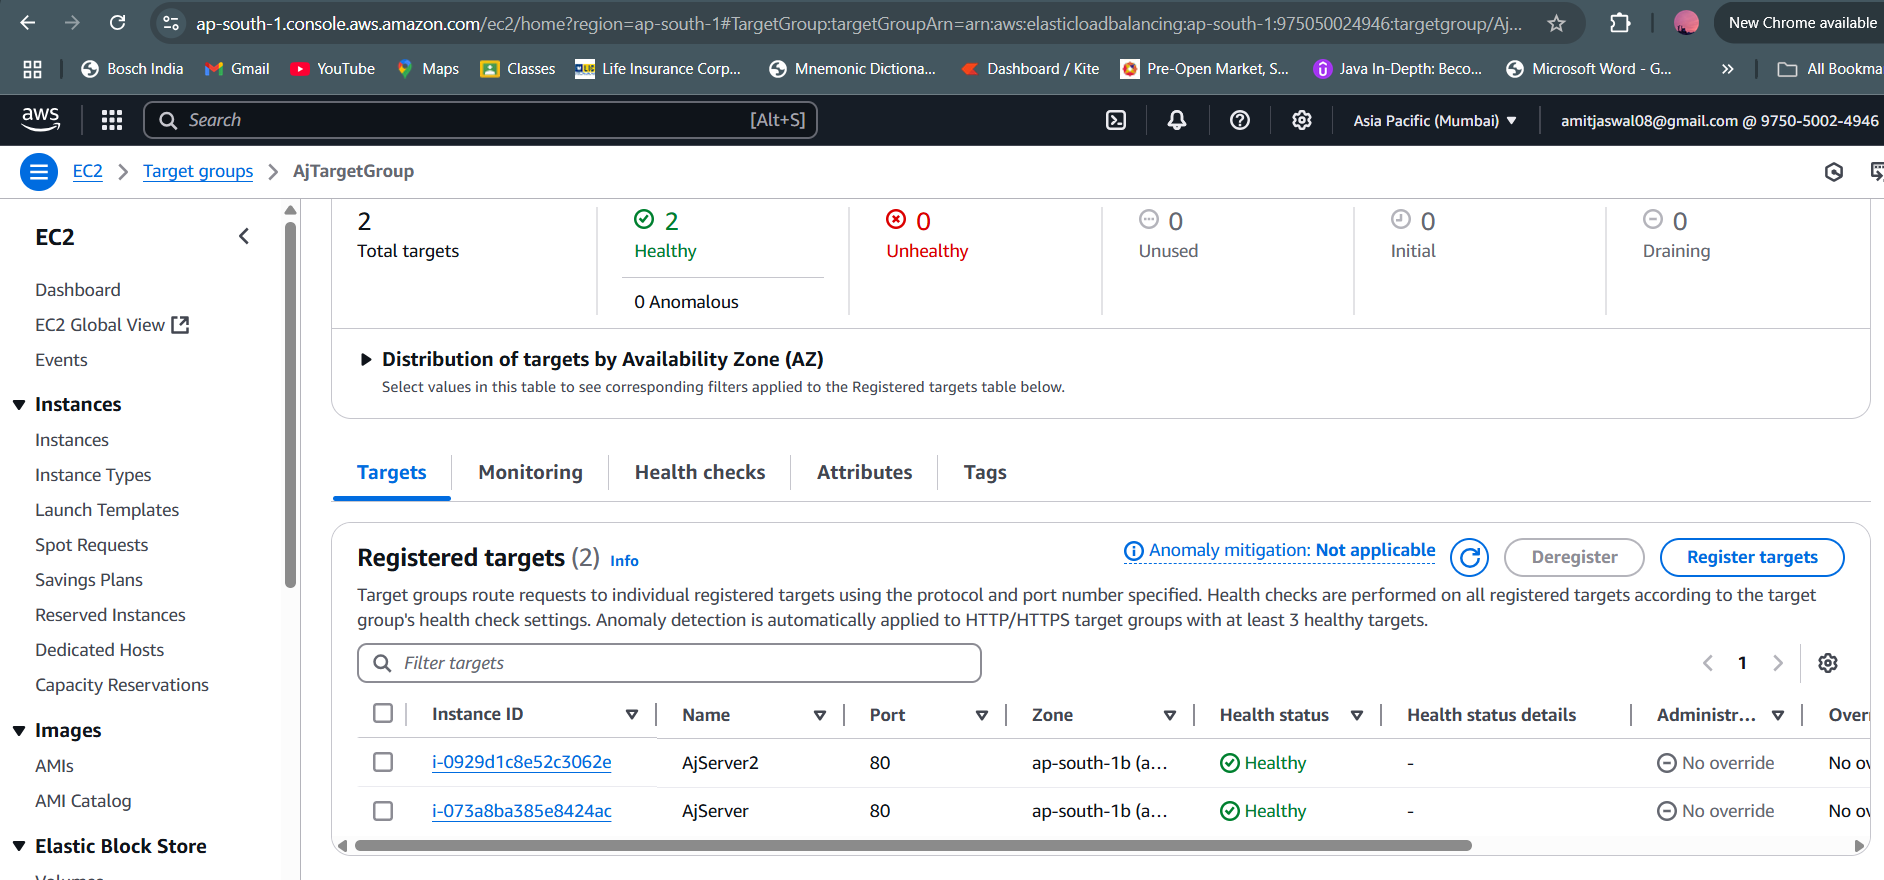 ap-south-1.console.aws.amazon.com/ec2/home?region=ap-south-1#TargetGroup:targetGroupArn=arn:aws:elasticloadbalancing:ap-south-1:975050024946:targetgroup/Aj...
New Chrome available
Bosch India
Gmail
YouTube
Maps
Classes
Life Insurance Corp...
Mnemonic Dictiona...
Dashboard / Kite
Pre-Open Market, S...
Java In-Depth: Beco...
Microsoft Word - G...
All Bookma
aws
Search
[Alt+S]
Asia Pacific (Mumbai)
amitjaswal08@gmail.com @ 9750-5002-4946
EC2
Target groups
AjTargetGroup
EC2
Dashboard
EC2 Global View
Events
Instances
Instances
Instance Types
Launch Templates
Spot Requests
Savings Plans
Reserved Instances
Dedicated Hosts
Capacity Reservations
Images
AMIs
AMI Catalog
Elastic Block Store
2
Total targets
2
Healthy
0 Anomalous
0
Unhealthy
0
Unused
0
Initial
0
Draining
Distribution of targets by Availability Zone (AZ)
Select values in this table to see corresponding filters applied to the Registered targets table below.
Targets
Monitoring
Health checks
Attributes
Tags
Registered targets (2) Info
Anomaly mitigation: Not applicable
Deregister
Register targets
Target groups route requests to individual registered targets using the protocol and port number specified. Health checks are performed on all registered targets according to the target
group's health check settings. Anomaly detection is automatically applied to HTTP/HTTPS target groups with at least 3 healthy targets.
Filter targets
1
Instance ID Name Port Zone Health status Health status details Administr... Over
i-0929d1c8e52c3062e AjServer2 80 ap-south-1b (a... Healthy - No override No ov
i-073a8ba385e8424ac AjServer 80 ap-south-1b (a... Healthy - No override No ov